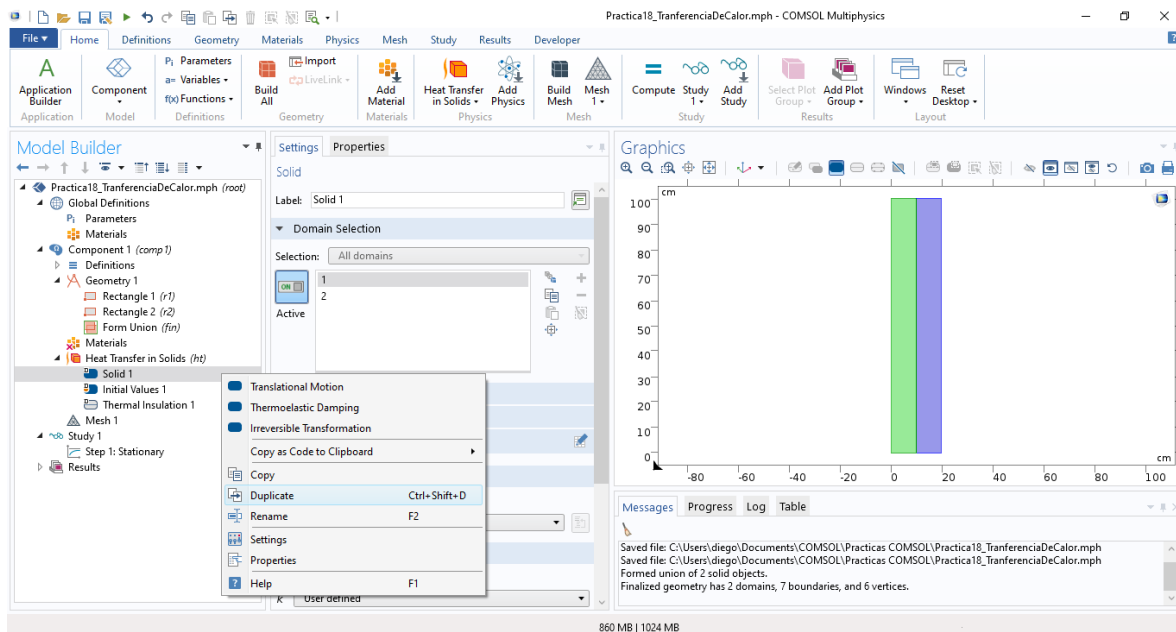 Practica18_TranferenciaDeCalor.mph - COMSOL Multiphysics
File Home Definitions Geometry Materials Physics Mesh Study Results Developer
Application Builder
Application
Component
Model
Pi Parameters
a= Variables
f(x) Functions
Definitions
Build All
Import
LiveLink
Geometry
Add Material
Materials
Heat Transfer in Solids
Add Physics
Physics
Build Mesh
Mesh 1
Mesh
Compute
Study 1
Add Study
Study
Select Plot Group
Add Plot Group
Results
Windows
Reset Desktop
Layout
Model Builder
Practica18_TranferenciaDeCalor.mph (root)
Global Definitions
Pi Parameters
Materials
Component 1 (comp1)
Definitions
Geometry 1
Rectangle 1 (r1)
Rectangle 2 (r2)
Form Union (fin)
Materials
Heat Transfer in Solids (ht)
Solid 1
Initial Values 1
Thermal Insulation 1
Mesh 1
Study 1
Step 1: Stationary
Results
Translational Motion
Thermoelastic Damping
Irreversible Transformation
Copy as Code to Clipboard
Copy
Duplicate Ctrl+Shift+D
Rename F2
Settings
Properties
Help F1
Settings Properties
Solid
Label: Solid 1
Domain Selection
Selection: All domains
ON
Active
1
2
k User defined
Graphics
cm
100
90
80
70
60
50
40
30
20
10
0
-80 -60 -40 -20 0 20 40 60 80 100
cm
Messages Progress Log Table
Saved file: C:\Users\diego\Documents\COMSOL\Practicas COMSOL\Practica18_TranferenciaDeCalor.mph
Saved file: C:\Users\diego\Documents\COMSOL\Practicas COMSOL\Practica18_TranferenciaDeCalor.mph
Formed union of 2 solid objects.
Finalized geometry has 2 domains, 7 boundaries, and 6 vertices.
860 MB | 1024 MB